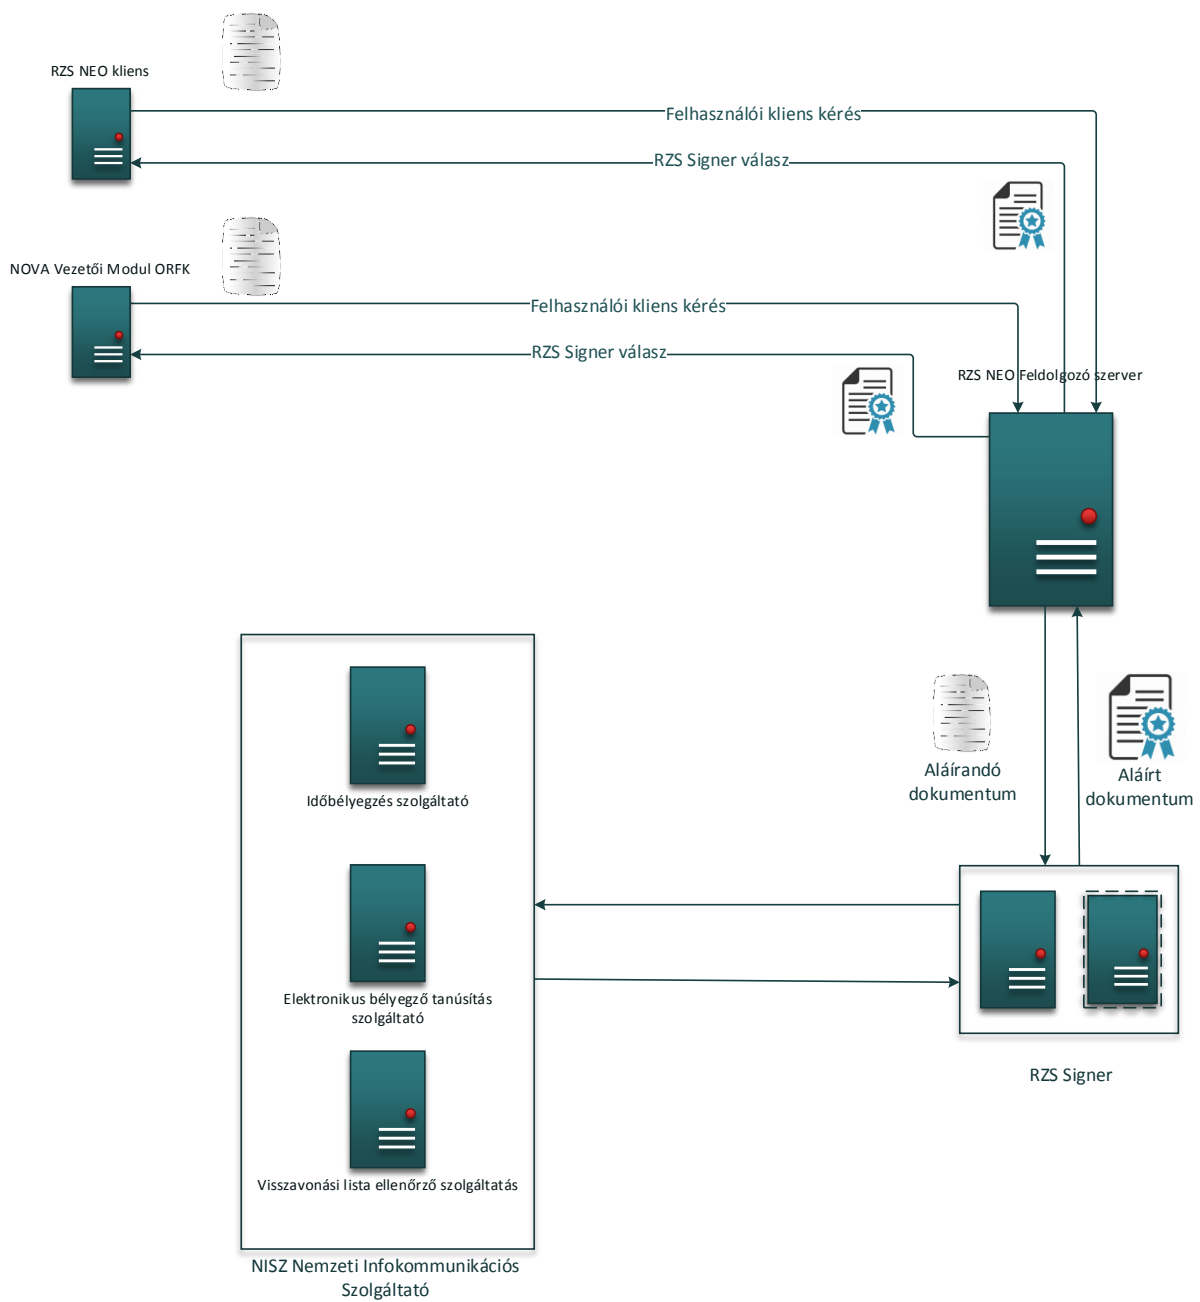 RZS NEO kliens
Felhasználói kliens kérés
RZS Signer válasz
NOVA Vezetői Modul ORFK
Felhasználói kliens kérés
RZS Signer válasz
RZS NEO Feldolgozó szerver
Aláírandó
dokumentum
Aláírt
dokumentum
Időbélyegzés szolgáltató
Elektronikus bélyegző tanúsítás
szolgáltató
RZS Signer
Visszavonási lista ellenőrző szolgáltatás
NISZ Nemzeti Infokommunikációs
Szolgáltató